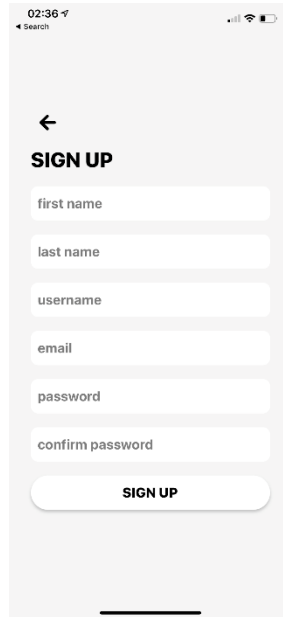 02:36
Search
SIGN UP
first name
last name
username
email
password
confirm password
SIGN UP